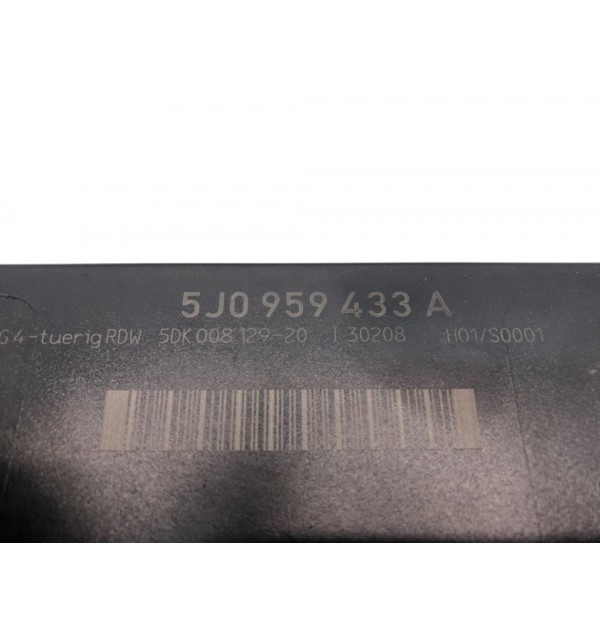 5J0 959 433 A
G 4-tuerig RDW 5DK 008 129-20 I 30208 H01/S0001